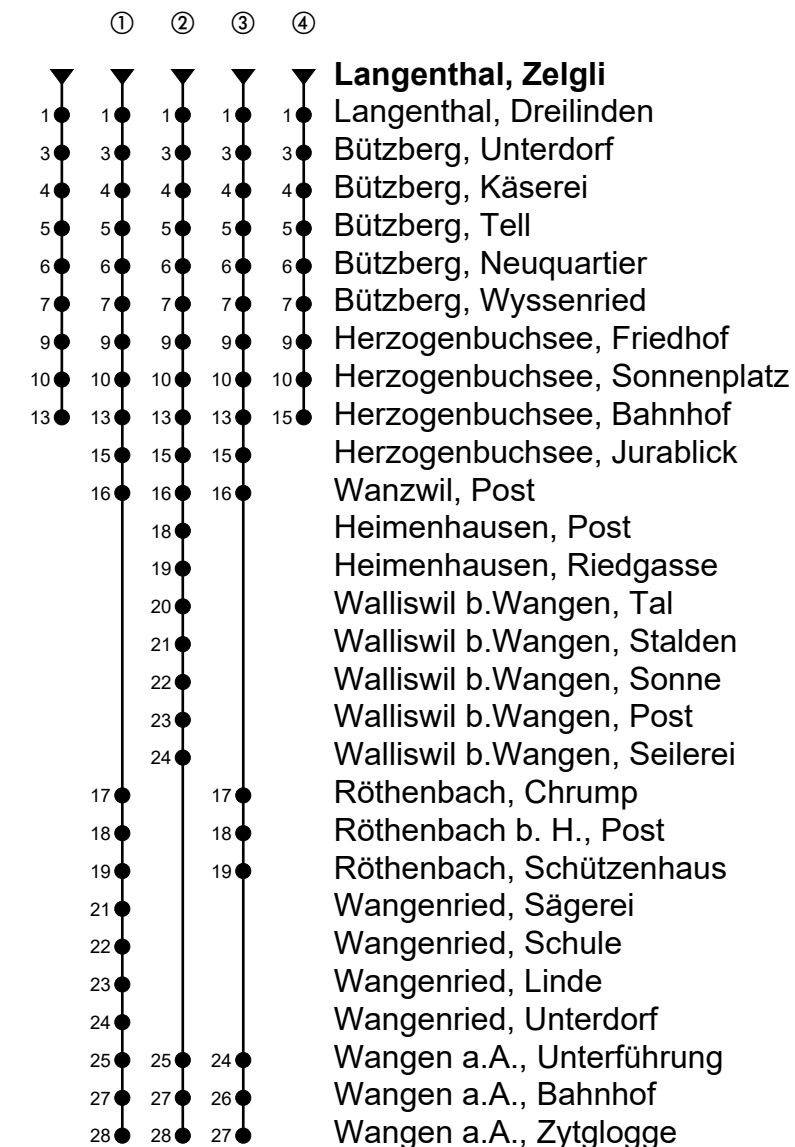 ① ② ③ ④
Langenthal, Zelgli
1 1 1 1 1 Langenthal, Dreilinden
3 3 3 3 3 Bützberg, Unterdorf
4 4 4 4 4 Bützberg, Käserei
5 5 5 5 5 Bützberg, Tell
6 6 6 6 6 Bützberg, Neuquartier
7 7 7 7 7 Bützberg, Wyssenried
9 9 9 9 9 Herzogenbuchsee, Friedhof
10 10 10 10 10 Herzogenbuchsee, Sonnenplatz
13 13 13 13 15 Herzogenbuchsee, Bahnhof
15 15 15 Herzogenbuchsee, Jurablick
16 16 16 Wanzwil, Post
18 Heimenhausen, Post
19 Heimenhausen, Riedgasse
20 Walliswil b.Wangen, Tal
21 Walliswil b.Wangen, Stalden
22 Walliswil b.Wangen, Sonne
23 Walliswil b.Wangen, Post
24 Walliswil b.Wangen, Seilerei
17 17 Röthenbach, Chrump
18 18 Röthenbach b. H., Post
19 19 Röthenbach, Schützenhaus
21 Wangenried, Sägerei
22 Wangenried, Schule
23 Wangenried, Linde
24 Wangenried, Unterdorf
25 25 24 Wangen a.A., Unterführung
27 27 26 Wangen a.A., Bahnhof
28 28 27 Wangen a.A., Zytglogge